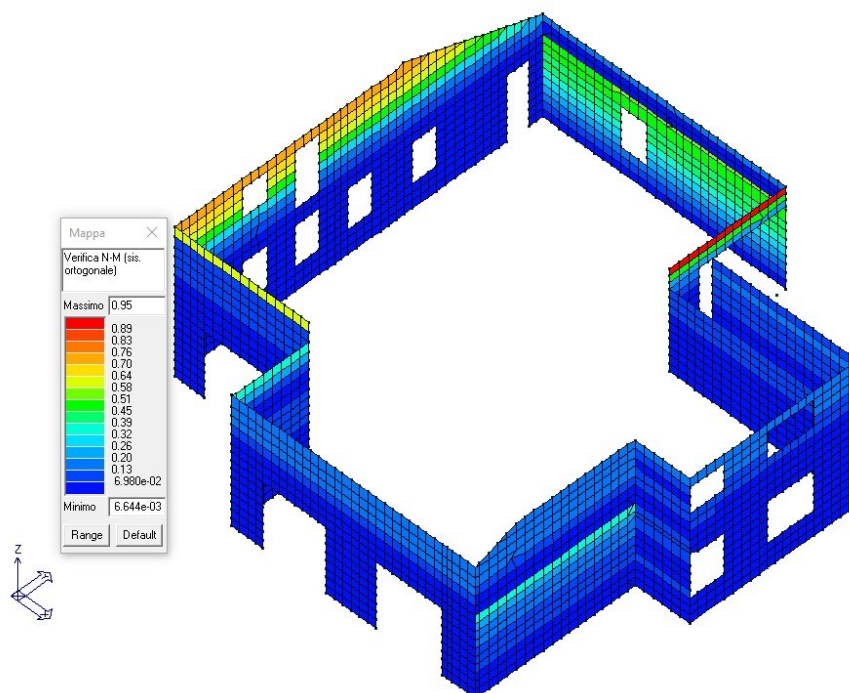 Mappa
Verifica N-M (sis.
ortogonale)
Massimo 0.95
0.89
0.83
0.76
0.70
0.64
0.58
0.51
0.45
0.39
0.32
0.26
0.20
0.13
6.980e-02
Minimo 6.644e-03
Range Default
Z